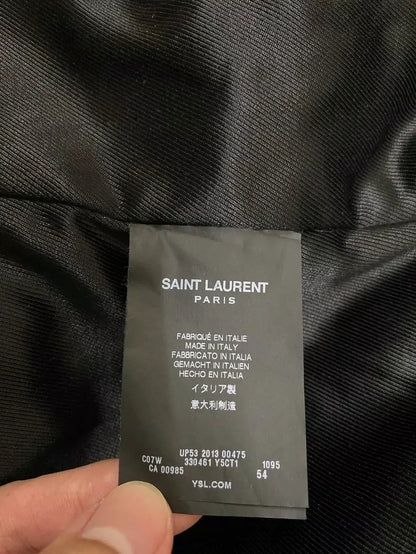 SAINT LAURENT
PARIS
FABRIQUÉ EN ITALIE
MADE IN ITALY
FABBRICATO IN ITALIA
GEMACHT IN ITALIEN
HECHO EN ITALIA
イタリア製
意大利制造
UP53 2013 00475
C07W 330461 Y5CT1 1095
CA 00985 54
YSL.COM